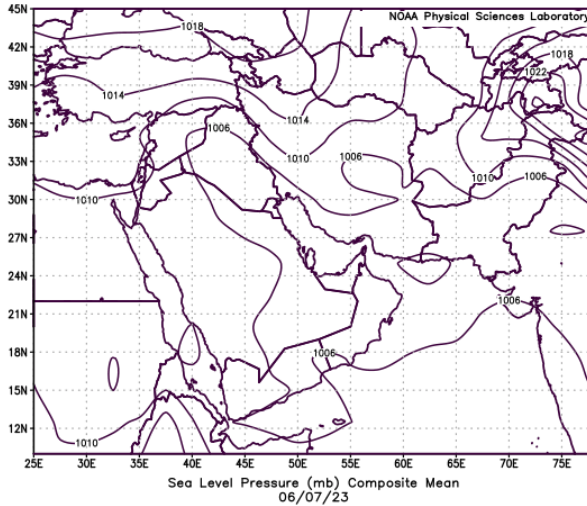 NOAA Physical Sciences Laborator
45N
42N
39N
36N
33N
30N
27N
24N
21N
18N
15N
12N
1018
1018
1022
1014
1014
1006
1010
1006
1010
1006
1010
1006
1006
1010
25E 30E 35E 40E 45E 50E 55E 60E 65E 70E 75E
Sea Level Pressure (mb) Composite Mean
06/07/23